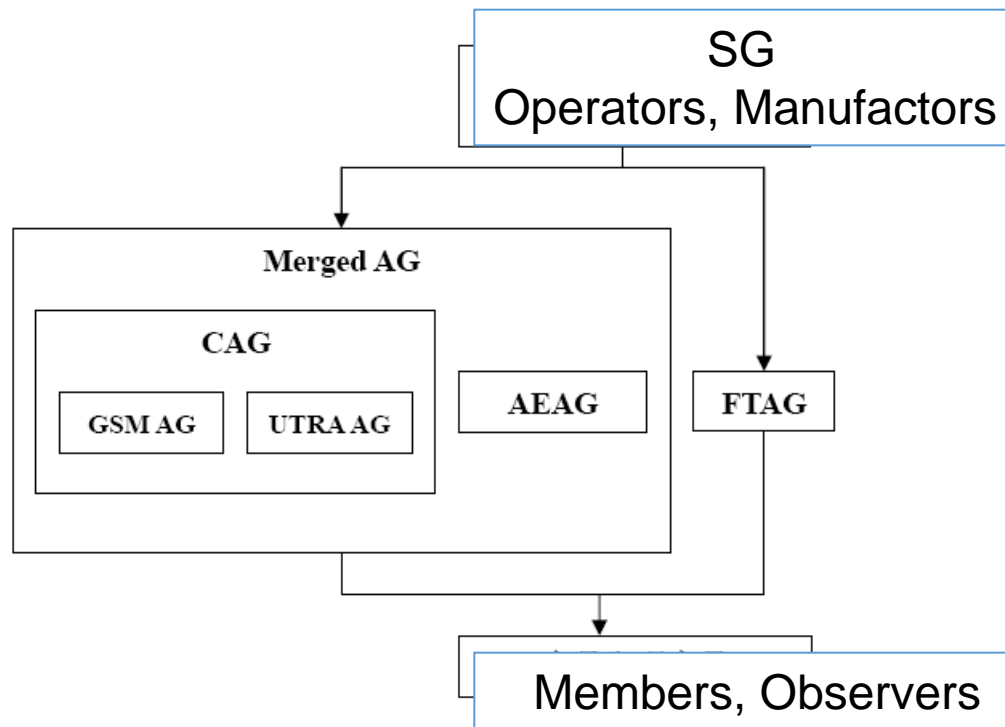 SG
Operators, Manufactors
Merged AG
CAG
GSM AG
UTRA AG
AEAG
FTAG
Members, Observers